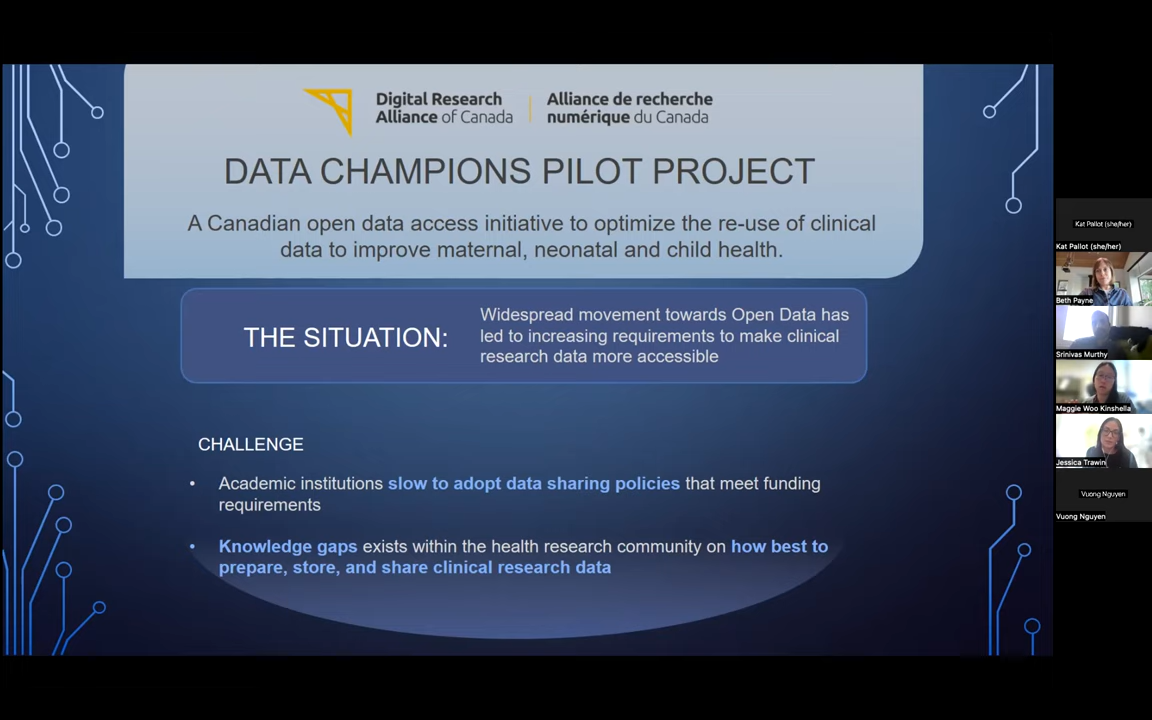 Digital Research
Alliance of Canada
Alliance de recherche
numérique du Canada
DATA CHAMPIONS PILOT PROJECT
A Canadian open data access initiative to optimize the re-use of clinical
data to improve maternal, neonatal and child health.
THE SITUATION:
Widespread movement towards Open Data has
led to increasing requirements to make clinical
research data more accessible
CHALLENGE
• Academic institutions slow to adopt data sharing policies that meet funding
requirements
• Knowledge gaps exists within the health research community on how best to
prepare, store, and share clinical research data
Kat Pallot (she/her)
Kat Pallot (she/her)
Beth Payne
Srinivas Murthy
Maggie Woo Kinshella
Jessica Trawin
Vuong Nguyen
Vuong Nguyen